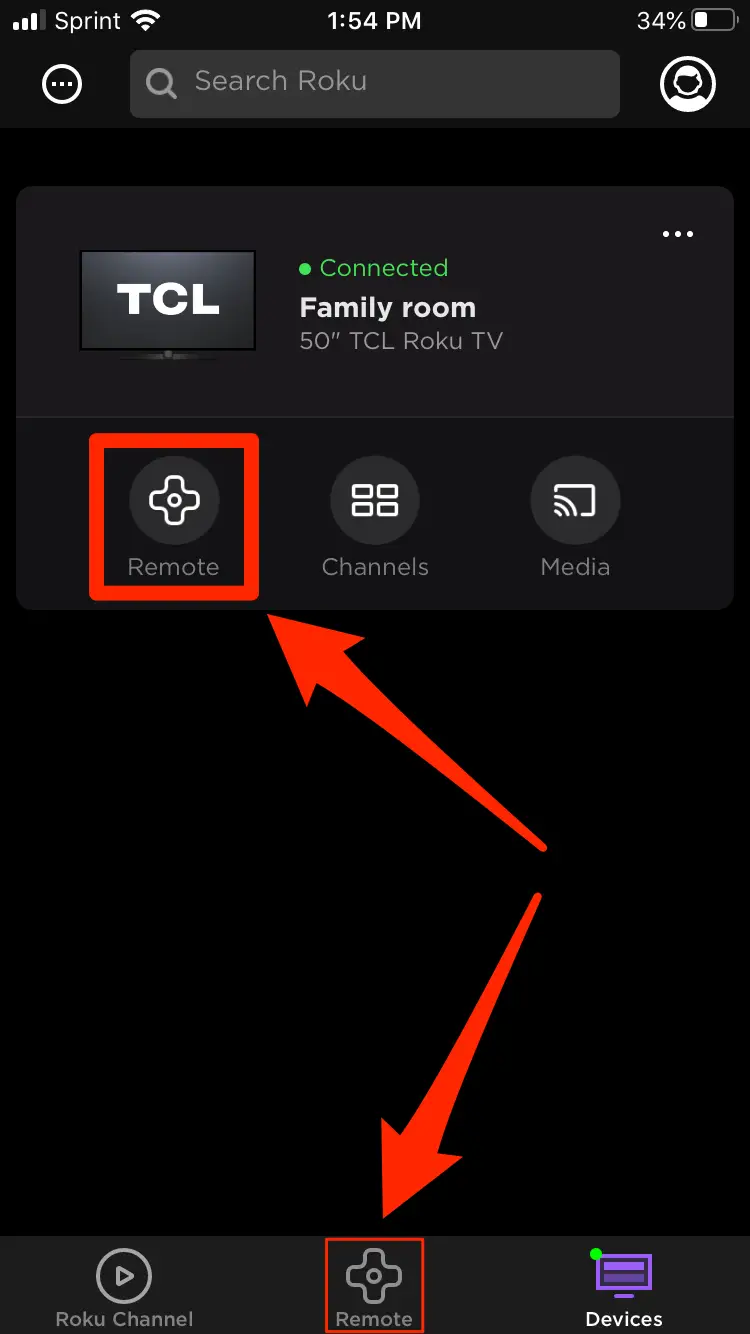 Sprint 1:54 PM 34%
Search Roku
TCL
Connected
Family room
50" TCL Roku TV
Remote Channels Media
Roku Channel Remote Devices